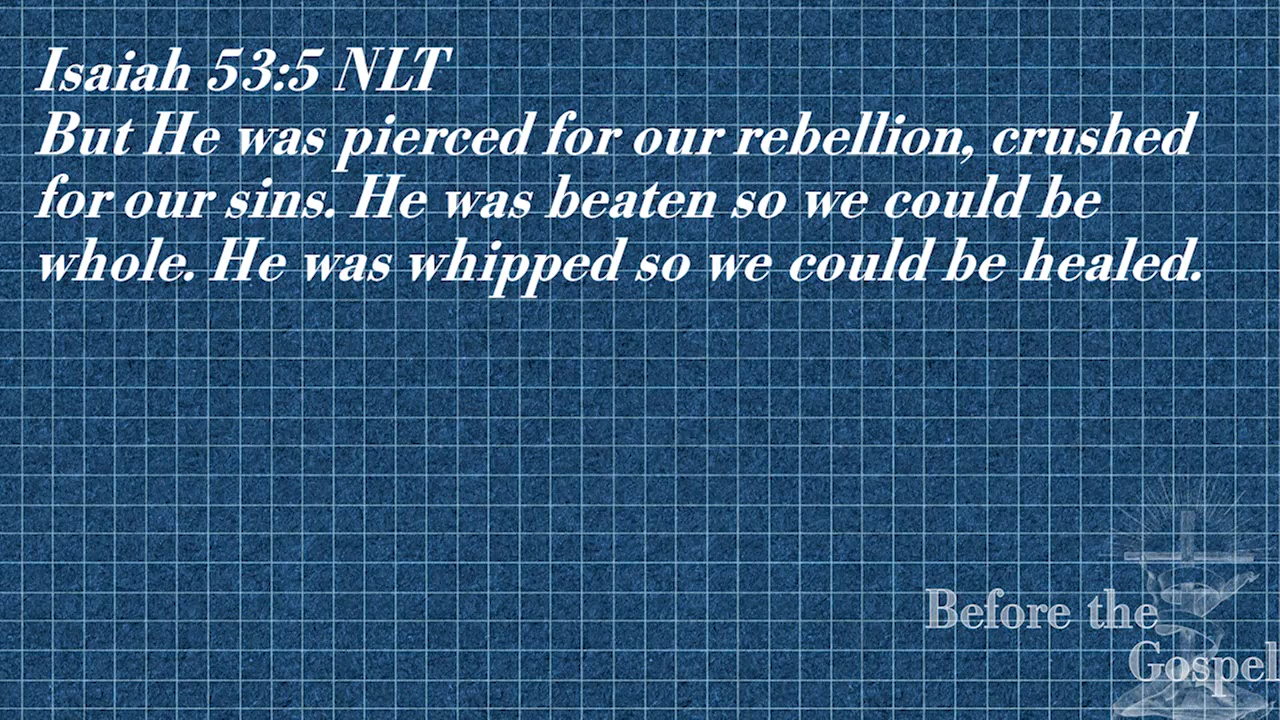 Isaiah 53:5 NLT
But He was pierced for our rebellion, crushed
for our sins. He was beaten so we could be
whole. He was whipped so we could be healed.
Before the
Gospel